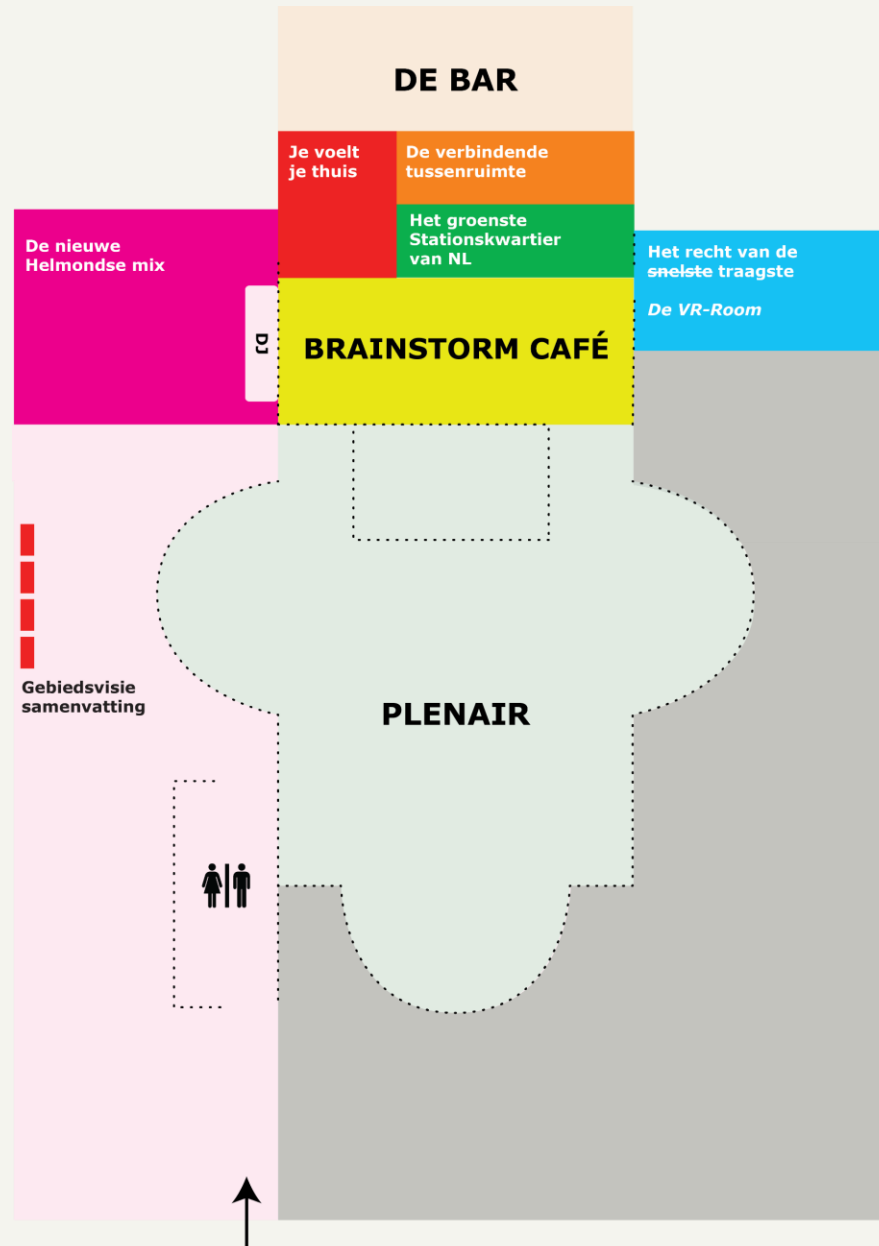 DE BAR
Je voelt
je thuis
De verbindende
tussenruimte
Het groenste
Stationskwartier
van NL
De nieuwe
Helmondse mix
Het recht van de
snelste traagste
De VR-Room
DJ
BRAINSTORM CAFÉ
Gebiedsvisie
samenvatting
PLENAIR